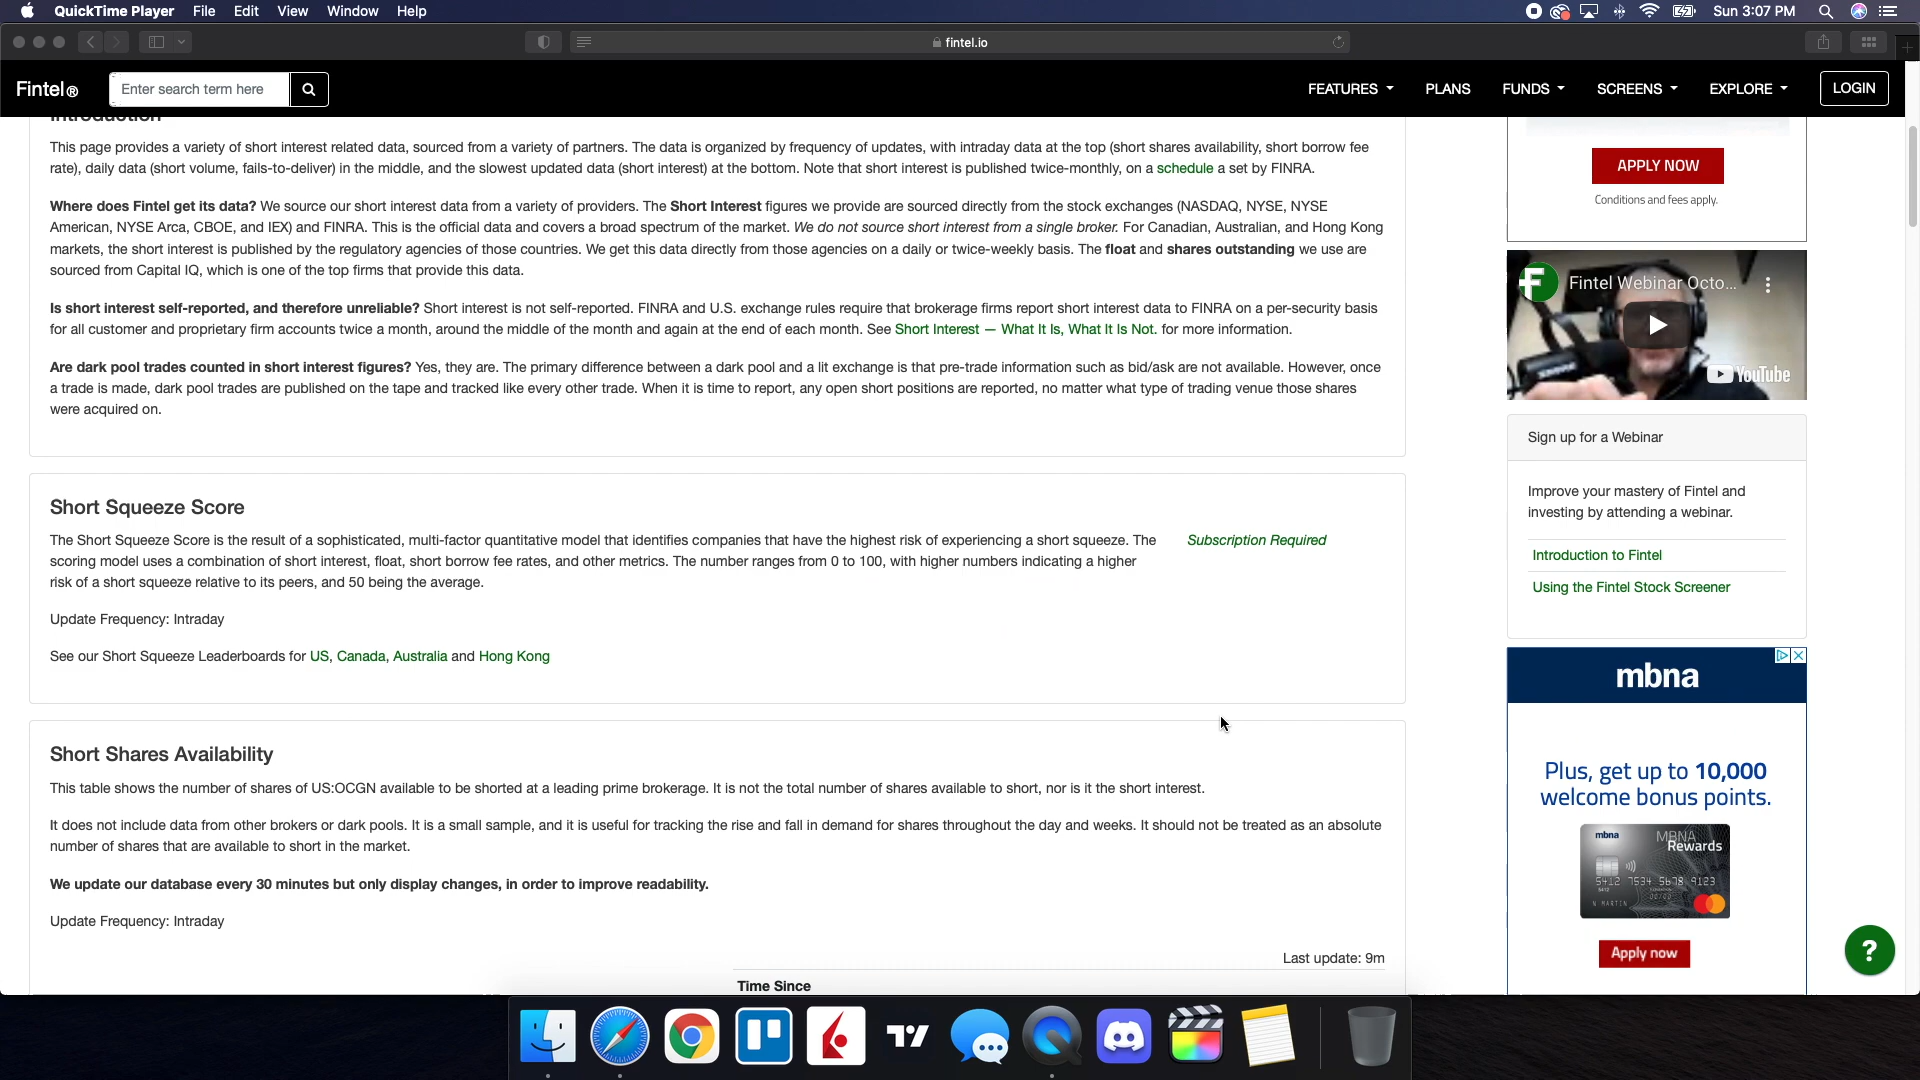 QuickTime Player File Edit View Window Help
Sun 3:07 PM
fintel.io
Fintel®
Enter search term here
FEATURES PLANS FUNDS SCREENS EXPLORE LOGIN
Introduction
This page provides a variety of short interest related data, sourced from a variety of partners. The data is organized by frequency of updates, with intraday data at the top (short shares availability, short borrow fee
rate), daily data (short volume, fails-to-deliver) in the middle, and the slowest updated data (short interest) at the bottom. Note that short interest is published twice-monthly, on a schedule a set by FINRA.
Where does Fintel get its data? We source our short interest data from a variety of providers. The Short Interest figures we provide are sourced directly from the stock exchanges (NASDAQ, NYSE, NYSE
American, NYSE Arca, CBOE, and IEX) and FINRA. This is the official data and covers a broad spectrum of the market. We do not source short interest from a single broker. For Canadian, Australian, and Hong Kong
markets, the short interest is published by the regulatory agencies of those countries. We get this data directly from those agencies on a daily or twice-weekly basis. The float and shares outstanding we use are
sourced from Capital IQ, which is one of the top firms that provide this data.
Is short interest self-reported, and therefore unreliable? Short interest is not self-reported. FINRA and U.S. exchange rules require that brokerage firms report short interest data to FINRA on a per-security basis
for all customer and proprietary firm accounts twice a month, around the middle of the month and again at the end of each month. See Short Interest — What It Is, What It Is Not. for more information.
Are dark pool trades counted in short interest figures? Yes, they are. The primary difference between a dark pool and a lit exchange is that pre-trade information such as bid/ask are not available. However, once
a trade is made, dark pool trades are published on the tape and tracked like every other trade. When it is time to report, any open short positions are reported, no matter what type of trading venue those shares
were acquired on.
Short Squeeze Score
The Short Squeeze Score is the result of a sophisticated, multi-factor quantitative model that identifies companies that have the highest risk of experiencing a short squeeze. The
scoring model uses a combination of short interest, float, short borrow fee rates, and other metrics. The number ranges from 0 to 100, with higher numbers indicating a higher
risk of a short squeeze relative to its peers, and 50 being the average.
Subscription Required
Update Frequency: Intraday
See our Short Squeeze Leaderboards for US, Canada, Australia and Hong Kong
Short Shares Availability
This table shows the number of shares of US:OCGN available to be shorted at a leading prime brokerage. It is not the total number of shares available to short, nor is it the short interest.
It does not include data from other brokers or dark pools. It is a small sample, and it is useful for tracking the rise and fall in demand for shares throughout the day and weeks. It should not be treated as an absolute
number of shares that are available to short in the market.
We update our database every 30 minutes but only display changes, in order to improve readability.
Update Frequency: Intraday
Last update: 9m
Time Since
APPLY NOW
Conditions and fees apply.
Fintel Webinar Octo...
YouTube
Sign up for a Webinar
Improve your mastery of Fintel and
investing by attending a webinar.
Introduction to Fintel
Using the Fintel Stock Screener
mbna
Plus, get up to 10,000
welcome bonus points.
mbna
MBNA
Rewards
5412 7534 5678 9123
N MARTIN
Apply now
?